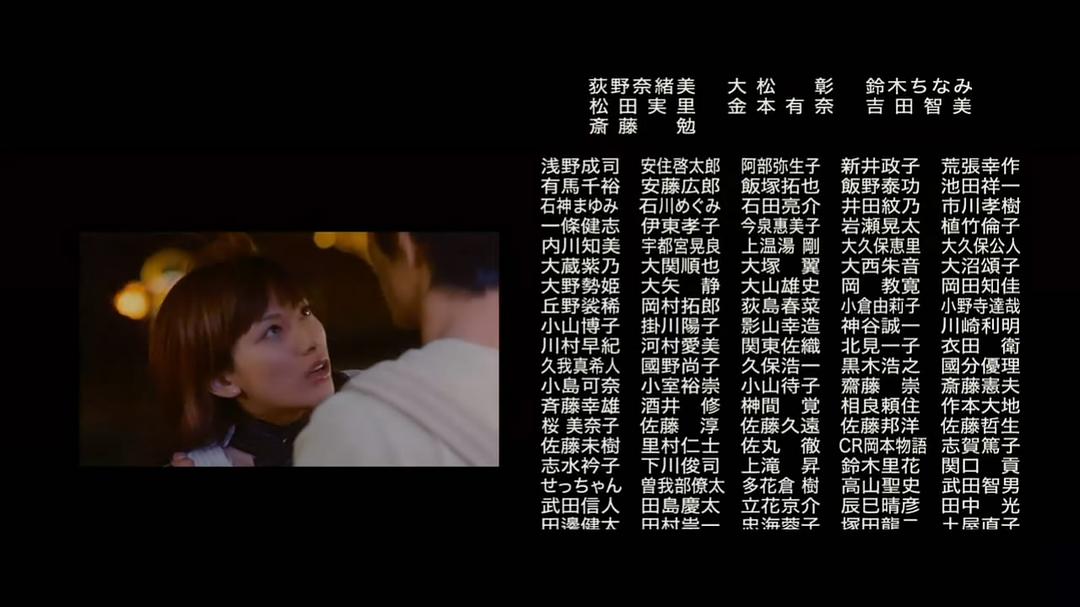 荻野奈緒美 大松 彰 鈴木ちなみ
松田実里 金本有奈 吉田智美
斎藤 勉
浅野成司 安住啓太郎 阿部弥生子 新井政子 荒張幸作
有馬千裕 安藤広郎 飯塚拓也 飯野泰功 池田祥一
石神まゆみ 石川めぐみ 石田亮介 井田紋乃 市川孝樹
一條健志 伊東孝子 今泉惠美子 岩瀬晃太 植竹倫子
内川知美 宇都宮晃良 上温湯 剛 大久保恵里 大久保公人
大蔵紫乃 大関順也 大塚 翼 大西朱音 大沼頌子
大野勢姫 大矢 静 大山雄史 岡 教寛 岡田知佳
丘野裟稀 岡村拓郎 荻島春菜 小倉由莉子 小野寺達哉
小山博子 掛川陽子 影山幸造 神谷誠一 川崎利明
川村早紀 河村愛美 関東佐織 北見一子 衣田 衛
久我真希人 國野尚子 久保浩一 黒木浩之 國分優理
小島可奈 小室裕崇 小山待子 齋藤 崇 斎藤憲夫
斉藤幸雄 酒井 修 榊間 覚 相良頼住 作本大地
桜 美奈子 佐藤 淳 佐藤久遠 佐藤邦洋 佐藤哲生
佐藤未樹 里村仁士 佐丸 徹 CR岡本物語 志賀篤子
志水衿子 下川俊司 上滝 昇 鈴木里花 関口 貢
せっちゃん 曽我部僚太 多花倉 樹 高山聖史 武田智男
武田信人 田島慶太 立花京介 辰巳晴彦 田中 光
田邊健太 田村崇一 忠海蓉子 塚田龍二 土屋直子